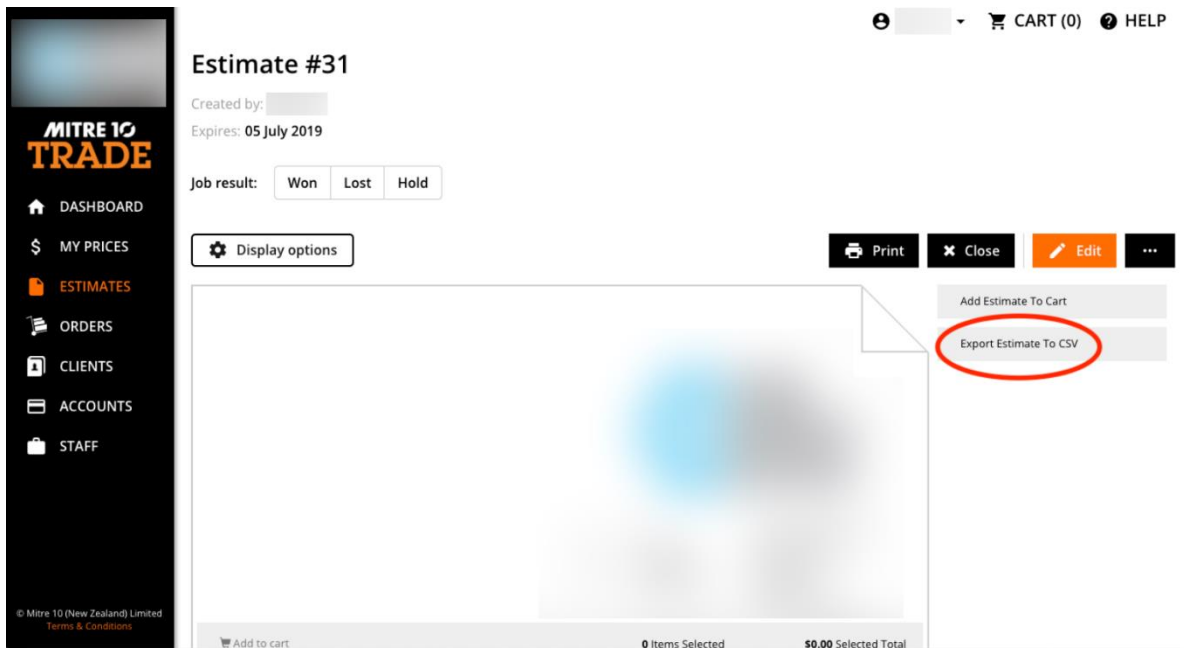 CART (0) HELP
Estimate #31
Created by:
Expires: 05 July 2019
MITRE 10
TRADE
Job result: Won Lost Hold
DASHBOARD
MY PRICES
ESTIMATES
ORDERS
CLIENTS
ACCOUNTS
STAFF
Display options Print Close Edit ...
Add Estimate To Cart
Export Estimate To CSV
© Mitre 10 (New Zealand) Limited
Terms & Conditions
Add to cart 0 Items Selected $0.00 Selected Total